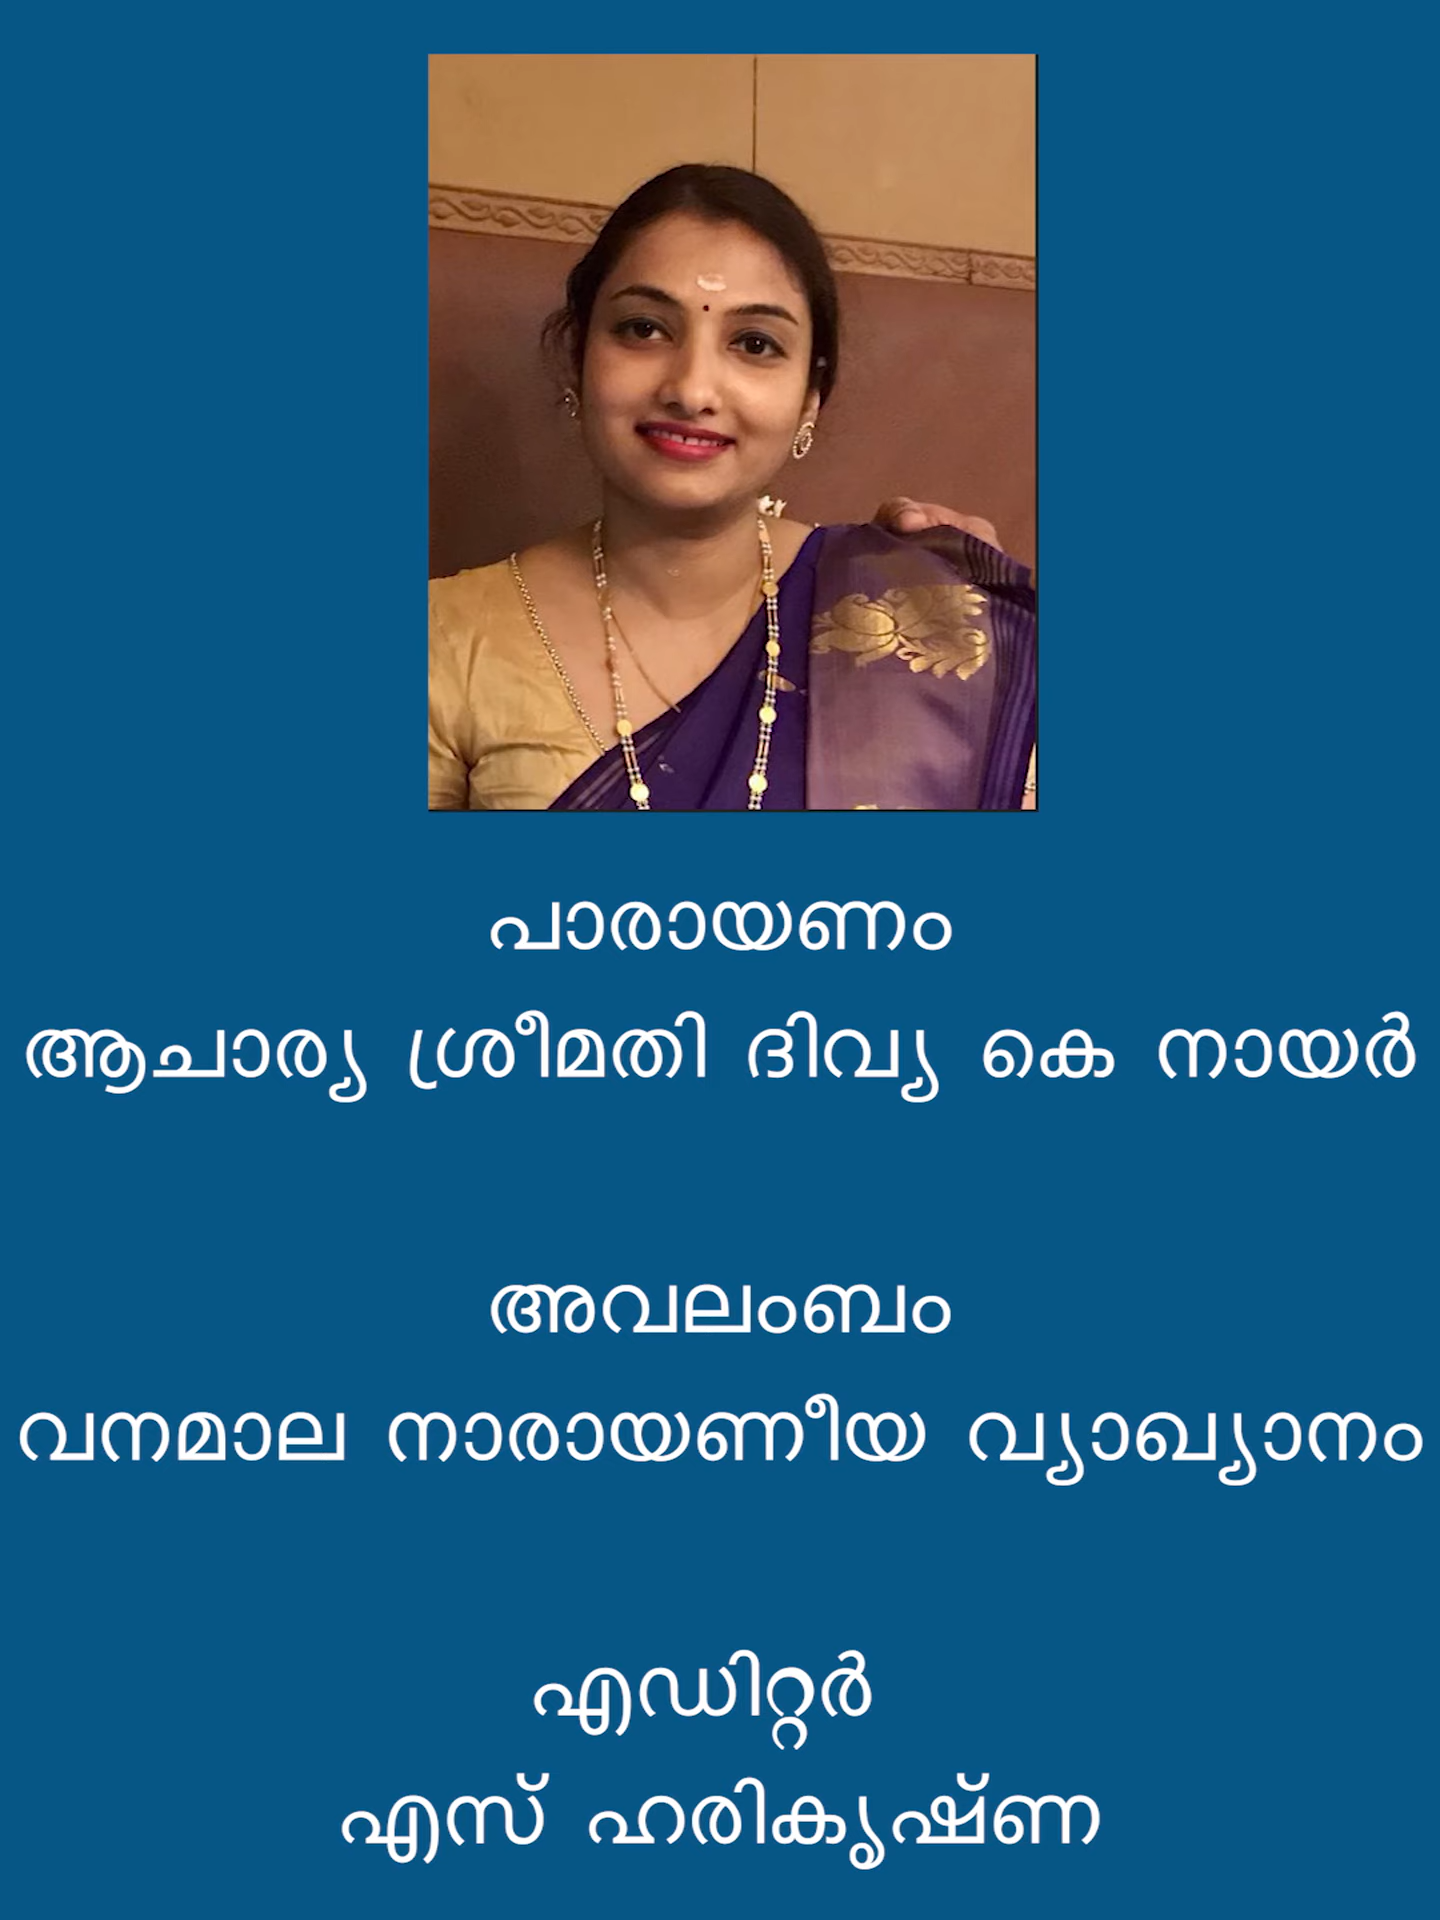 പാരായണം
ആചാര്യ ശ്രീമതി ദിവ്യ കെ നായർ
അവലംബം
വനമാല നാരായണീയ വ്യാഖ്യാനം
എഡിറ്റർ
എസ് ഹരികൃഷ്ണ